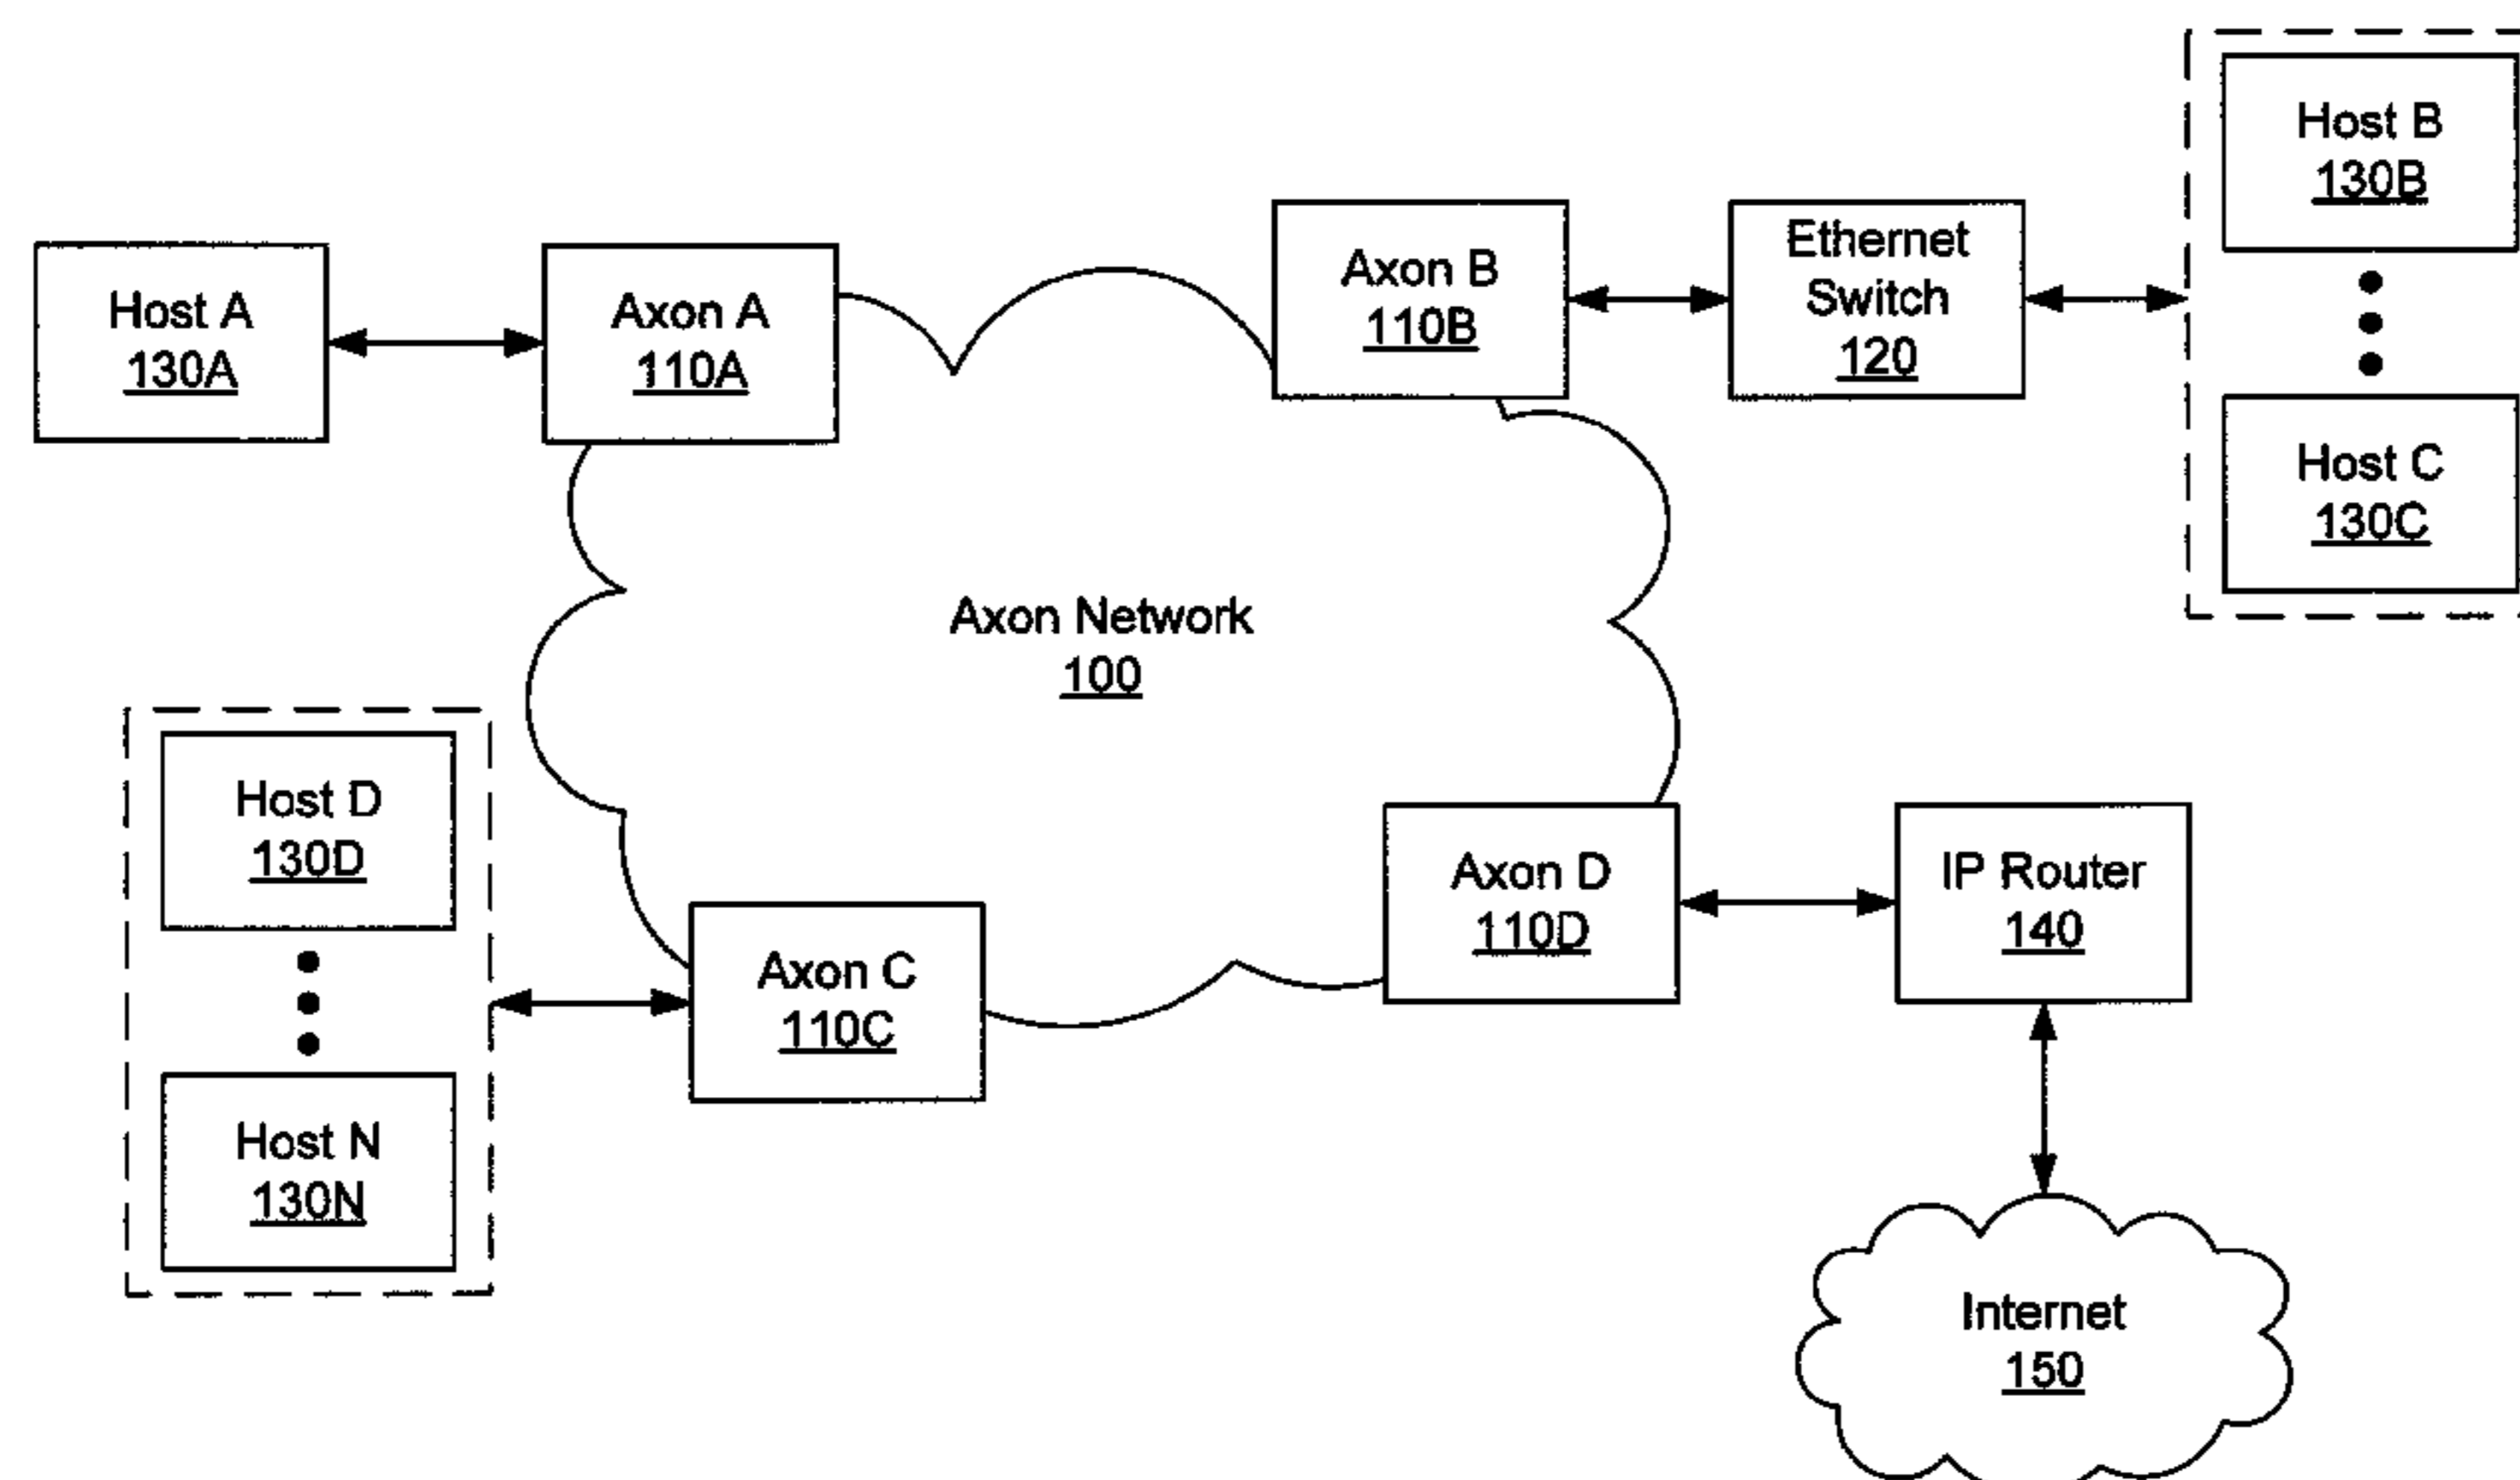 Host B
130B
Host A
130A
Axon A
110A
Axon B
110B
Ethernet
Switch
120
Host C
130C
Axon Network
100
Host D
130D
Axon C
110C
Axon D
110D
IP Router
140
Host N
130N
Internet
150